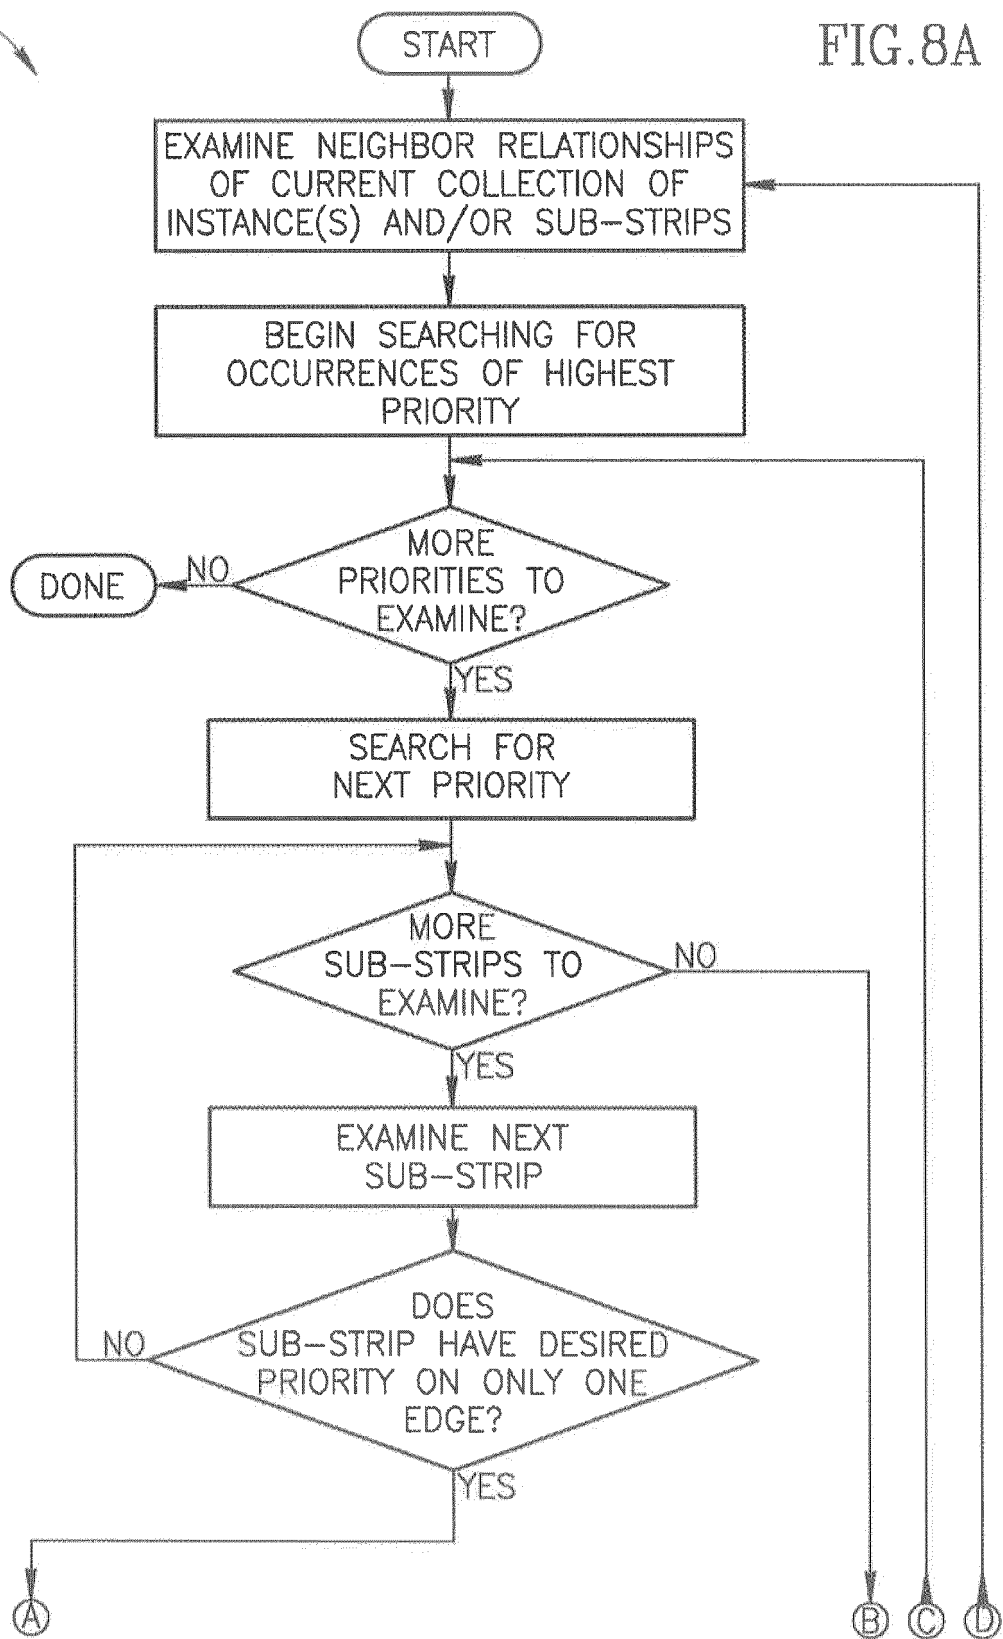 FIG.8A
START
EXAMINE NEIGHBOR RELATIONSHIPS
OF CURRENT COLLECTION OF
INSTANCE(S) AND/OR SUB-STRIPS
BEGIN SEARCHING FOR
OCCURRENCES OF HIGHEST
PRIORITY
MORE
PRIORITIES TO
EXAMINE?
NO
DONE
YES
SEARCH FOR
NEXT PRIORITY
MORE
SUB-STRIPS TO
EXAMINE?
NO
YES
EXAMINE NEXT
SUB-STRIP
DOES
SUB-STRIP HAVE DESIRED
PRIORITY ON ONLY ONE
EDGE?
NO
YES
A
B
C
D